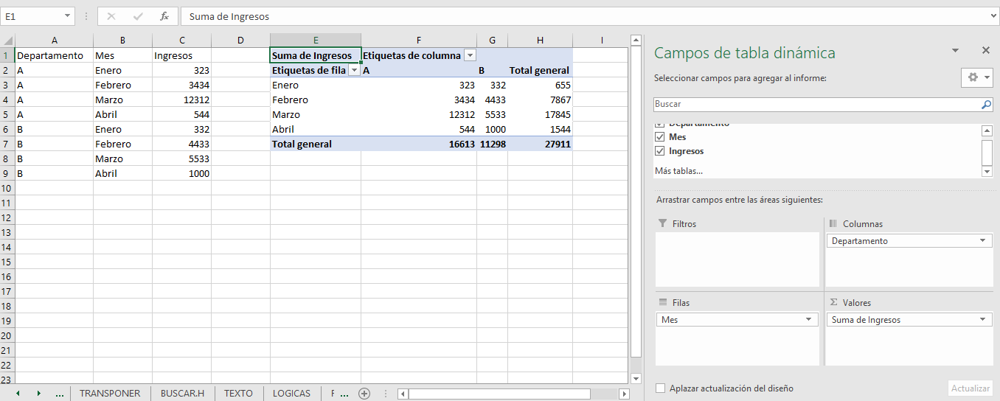 E1 fx Suma de Ingresos
A B C D E F G H I
1 Departamento Mes Ingresos Suma de Ingresos Etiquetas de columna
2 A Enero 323 Etiquetas de fila A B Total general
3 A Febrero 3434 Enero 323 332 655
4 A Marzo 12312 Febrero 3434 4433 7867
5 A Abril 544 Marzo 12312 5533 17845
6 B Enero 332 Abril 544 1000 1544
7 B Febrero 4433 Total general 16613 11298 27911
8 B Marzo 5533
9 B Abril 1000
10
11
12
13
14
15
16
17
18
19
20
21
22
23
... TRANSPONER BUSCAR.H TEXTO LOGICAS ...
Campos de tabla dinámica
Seleccionar campos para agregar al informe:
Buscar
Departamento
Mes
Ingresos
Más tablas...
Arrastrar campos entre las áreas siguientes:
Filtros
Columnas
Departamento
Filas
Mes
Σ Valores
Suma de Ingresos
Aplazar actualización del diseño
Actualizar